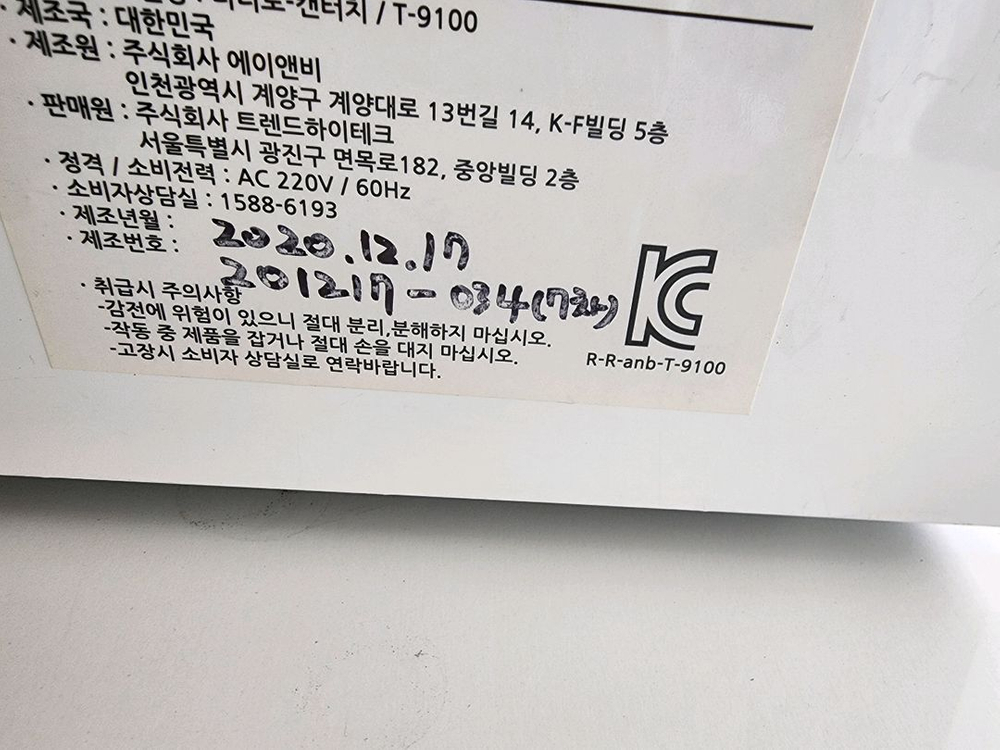 / T-9100
· 제조국 : 대한민국
· 제조원 : 주식회사 에이앤비
인천광역시 계양구 계양대로 13번길 14, K-F빌딩 5층
· 판매원 : 주식회사 트렌드하이테크
서울특별시 광진구 면목로182, 중앙빌딩 2층
· 정격 / 소비전력 : AC 220V / 60Hz
· 소비자상담실 : 1588-6193
· 제조년월 : 2020.12.17
· 제조번호 : 201217-034
· 취급시 주의사항
-감전에 위험이 있으니 절대 분리,분해하지 마십시오.
-작동 중 제품을 잡거나 절대 손을 대지 마십시오.
-고장시 소비자 상담실로 연락바랍니다.
KC
R-R-anb-T-9100